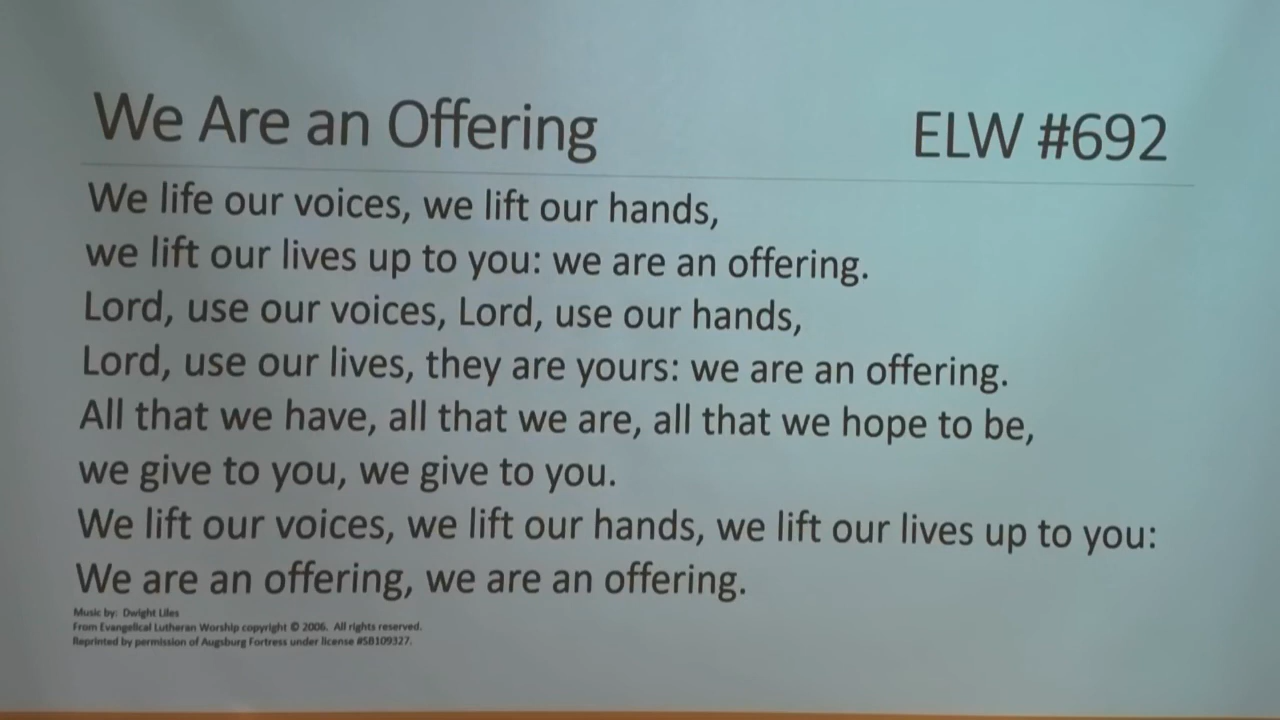 We Are an Offering ELW #692
We life our voices, we lift our hands,
we lift our lives up to you: we are an offering.
Lord, use our voices, Lord, use our hands,
Lord, use our lives, they are yours: we are an offering.
All that we have, all that we are, all that we hope to be,
we give to you, we give to you.
We lift our voices, we lift our hands, we lift our lives up to you:
We are an offering, we are an offering.
Music by: Dwight Liles
From Evangelical Lutheran Worship copyright © 2006. All rights reserved.
Reprinted by permission of Augsburg Fortress under license #SB109327.